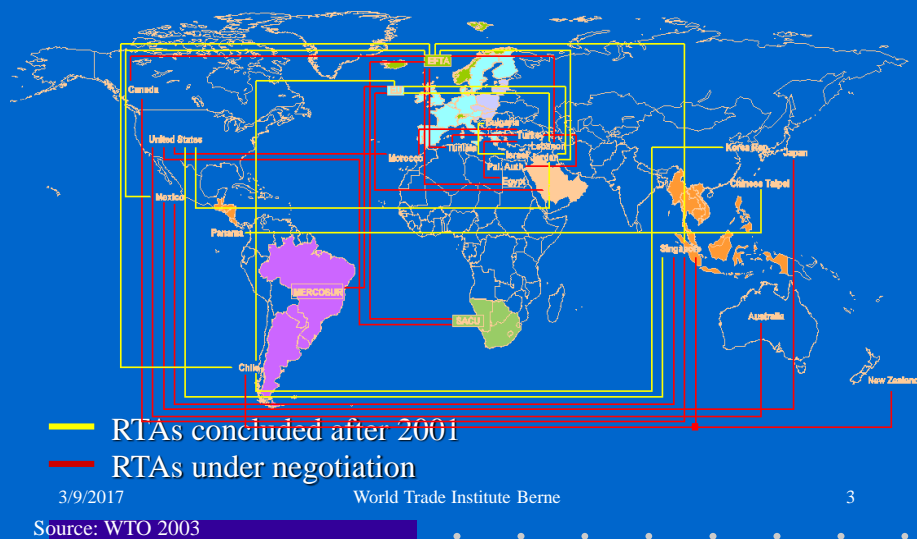 EFTA
Canada
EU
Bulgaria
United States
Turkey
Tunisia
Lebanon
Korea Rep.
Japan
Morocco
Israel
Jordan
Pal. Auth.
Egypt
Chinese Taipei
Mexico
Panama
Singapore
MERCOSUR
SACU
Australia
Chile
New Zealand
RTAs concluded after 2001
RTAs under negotiation
3/9/2017 World Trade Institute Berne 3
Source: WTO 2003